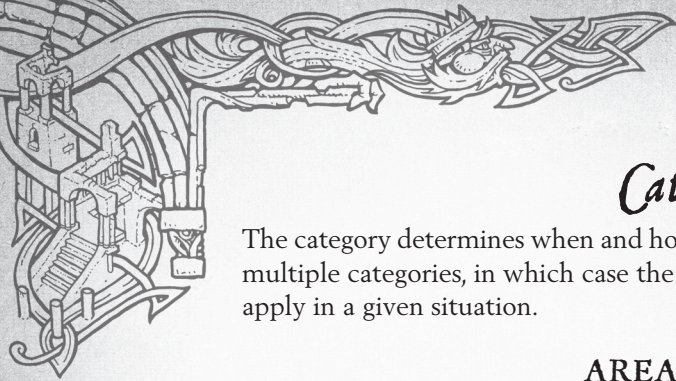 Cat
The category determines when and ho
multiple categories, in which case the
apply in a given situation.
AREA